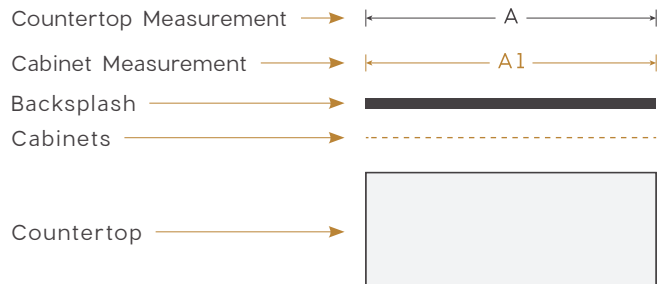 Countertop Measurement
A
Cabinet Measurement
A1
Backsplash
Cabinets
Countertop